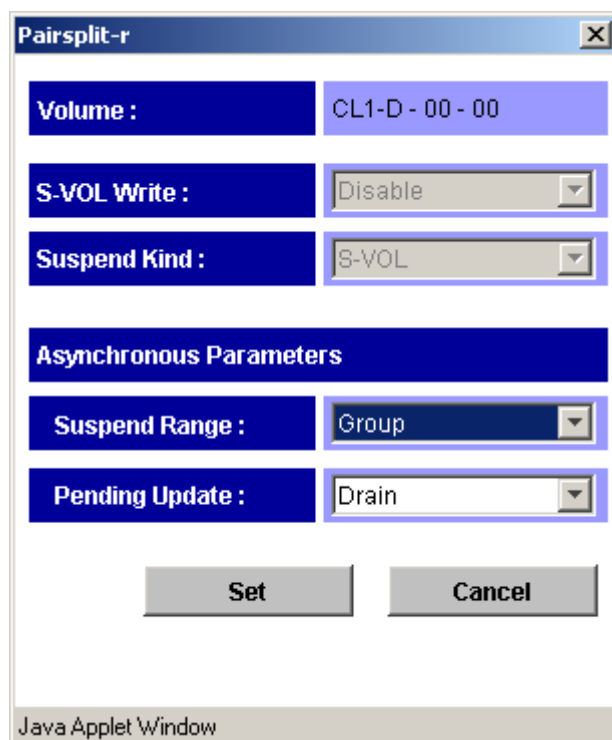 Pairsplit-r
Volume : CL1-D - 00 - 00
S-VOL Write : Disable
Suspend Kind : S-VOL
Asynchronous Parameters
Suspend Range : Group
Pending Update : Drain
Set Cancel
Java Applet Window